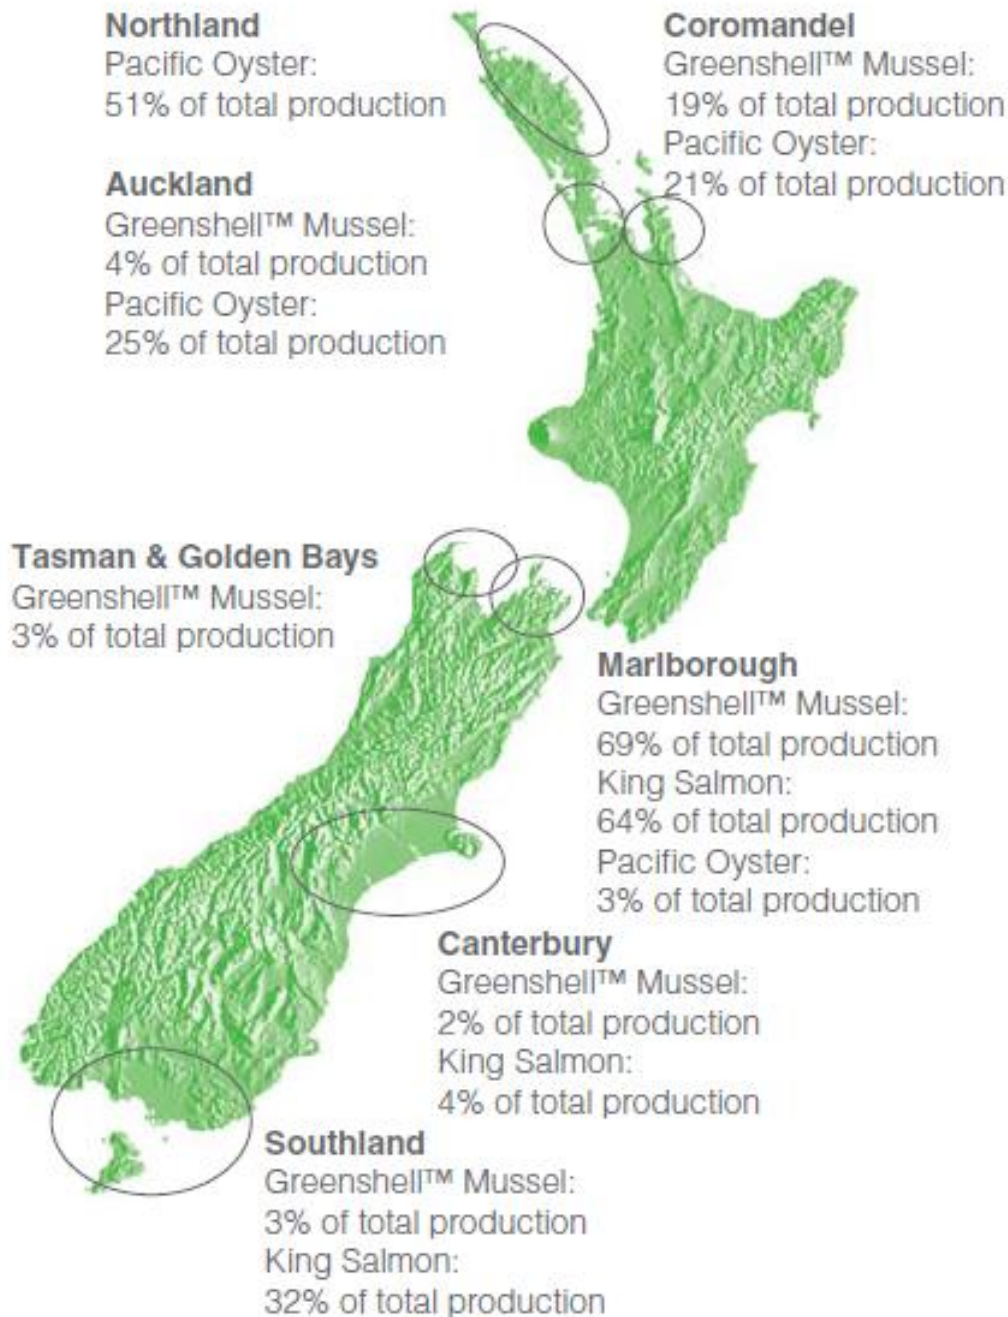 Northland
Pacific Oyster:
51% of total production
Coromandel
Greenshell™ Mussel:
19% of total production
Pacific Oyster:
21% of total production
Auckland
Greenshell™ Mussel:
4% of total production
Pacific Oyster:
25% of total production
Tasman & Golden Bays
Greenshell™ Mussel:
3% of total production
Marlborough
Greenshell™ Mussel:
69% of total production
King Salmon:
64% of total production
Pacific Oyster:
3% of total production
Canterbury
Greenshell™ Mussel:
2% of total production
King Salmon:
4% of total production
Southland
Greenshell™ Mussel:
3% of total production
King Salmon:
32% of total production